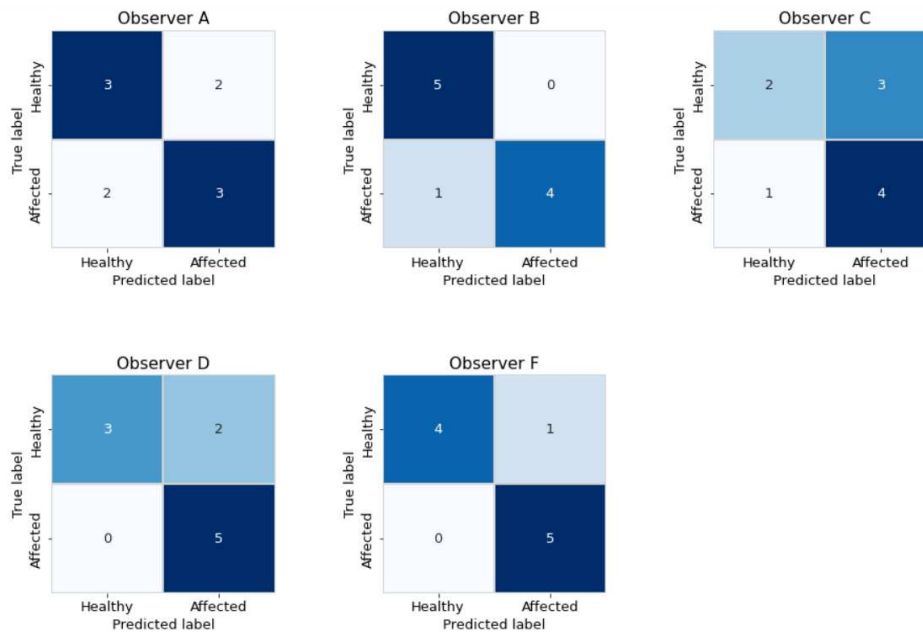 Observer A
Healthy
Affected
True label
3 2
2 3
Healthy Affected
Predicted label
Observer B
Healthy
Affected
True label
5 0
1 4
Healthy Affected
Predicted label
Observer C
Healthy
Affected
True label
2 3
1 4
Healthy Affected
Predicted label
Observer D
Healthy
Affected
True label
3 2
0 5
Healthy Affected
Predicted label
Observer F
Healthy
Affected
True label
4 1
0 5
Healthy Affected
Predicted label